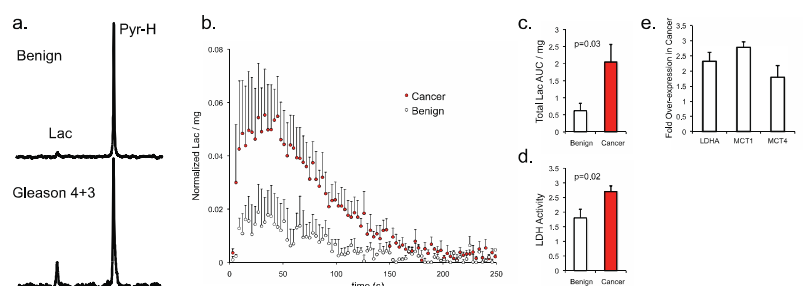 a.
Benign
Pyr-H
Lac
Gleason 4+3
b.
Normalized Lac / mg
0.08
0.06
0.04
0.02
0
Cancer
Benign
0 50 100 150 200 250
time (s)
c.
Total Lac AUC / mg
3
2.5
2
1.5
1
0.5
0
p=0.03
Benign Cancer
d.
LDH Activity
4
3
2
1
0
p=0.02
Benign Cancer
e.
Fold Over-expression in Cancer
3.5
3
2.5
2
1.5
1
0.5
0
LDHA MCT1 MCT4